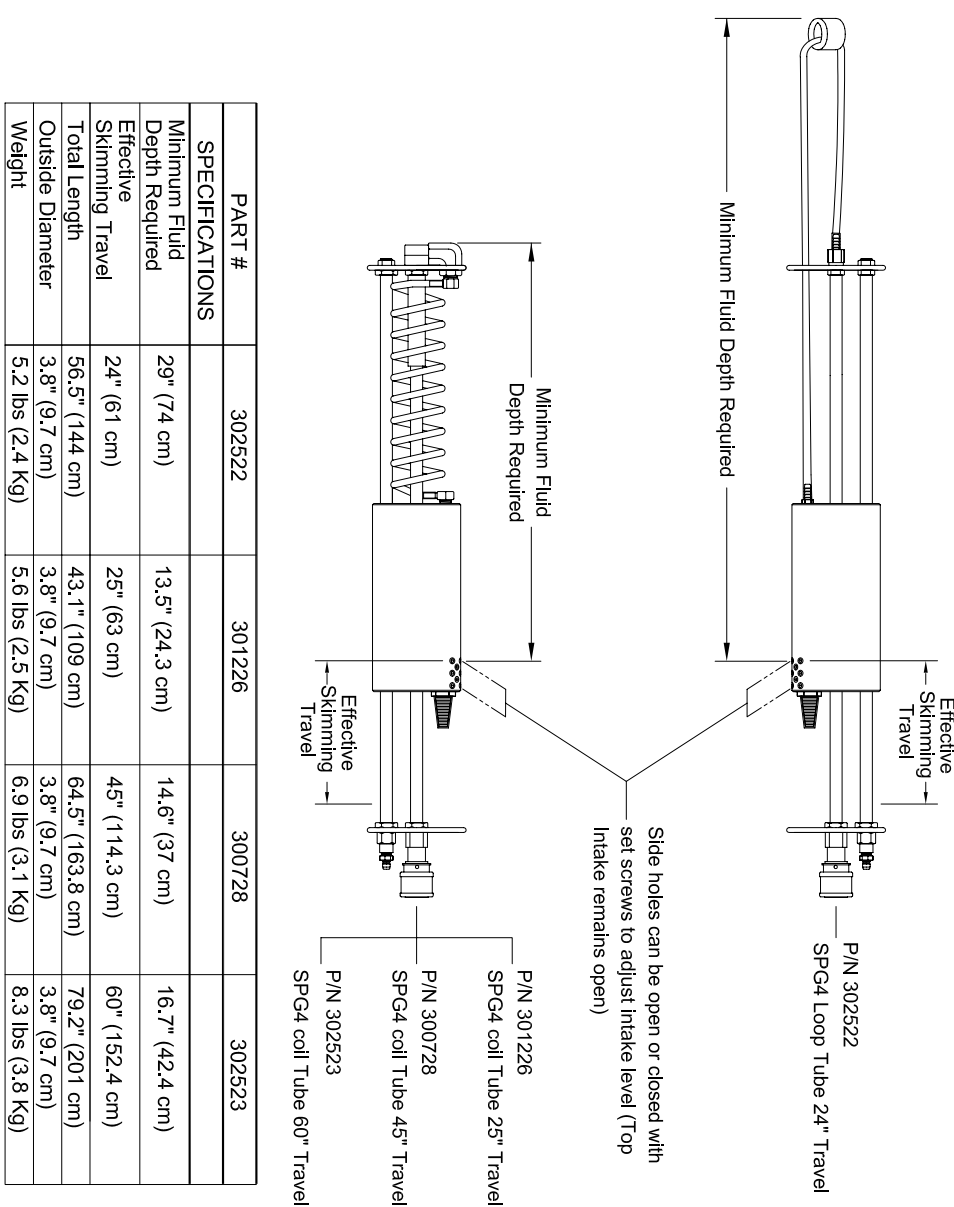 Minimum Fluid Depth Required
Effective
Skimming
Travel
P/N 302522
SPG4 Loop Tube 24" Travel
Side holes can be open or closed with
set screws to adjust intake level (Top
Intake remains open)
Minimum Fluid
Depth Required
Effective
Skimming
Travel
P/N 301226
SPG4 coil Tube 25" Travel
P/N 300728
SPG4 coil Tube 45" Travel
P/N 302523
SPG4 coil Tube 60" Travel
PART # 302522 301226 300728 302523
SPECIFICATIONS
Minimum Fluid
Depth Required 29" (74 cm) 13.5" (24.3 cm) 14.6" (37 cm) 16.7" (42.4 cm)
Effective
Skimming Travel 24" (61 cm) 25" (63 cm) 45" (114.3 cm) 60" (152.4 cm)
Total Length 56.5" (144 cm) 43.1" (109 cm) 64.5" (163.8 cm) 79.2" (201 cm)
Outside Diameter 3.8" (9.7 cm) 3.8" (9.7 cm) 3.8" (9.7 cm) 3.8" (9.7 cm)
Weight 5.2 lbs (2.4 Kg) 5.6 lbs (2.5 Kg) 6.9 lbs (3.1 Kg) 8.3 lbs (3.8 Kg)